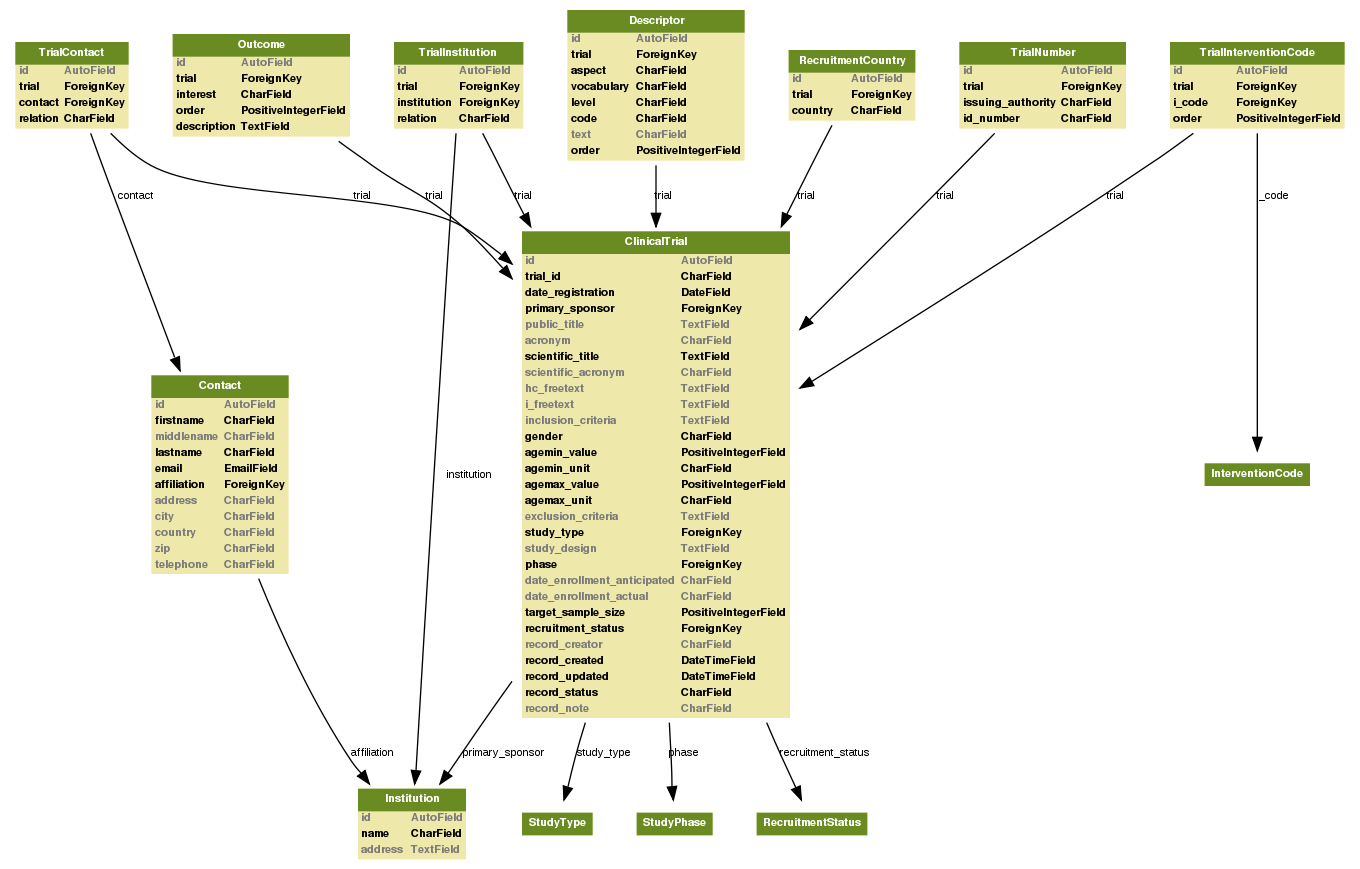 TrialContact
id AutoField
trial ForeignKey
contact ForeignKey
relation CharField
Outcome
id AutoField
trial ForeignKey
interest CharField
order PositiveIntegerField
description TextField
TrialInstitution
id AutoField
trial ForeignKey
institution ForeignKey
relation CharField
Descriptor
id AutoField
trial ForeignKey
aspect CharField
vocabulary CharField
level CharField
code CharField
text CharField
order PositiveIntegerField
RecruitmentCountry
id AutoField
trial ForeignKey
country CharField
TrialNumber
id AutoField
trial ForeignKey
issuing_authority CharField
id_number CharField
TrialInterventionCode
id AutoField
trial ForeignKey
i_code ForeignKey
order PositiveIntegerField
contact
trial
trial
trial
trial
trial
trial
trial
_code
ClinicalTrial
id AutoField
trial_id CharField
date_registration DateField
primary_sponsor ForeignKey
public_title TextField
acronym CharField
scientific_title TextField
scientific_acronym CharField
hc_freetext TextField
i_freetext TextField
inclusion_criteria TextField
gender CharField
agemin_value PositiveIntegerField
agemin_unit CharField
agemax_value PositiveIntegerField
agemax_unit CharField
exclusion_criteria TextField
study_type ForeignKey
study_design TextField
phase ForeignKey
date_enrollment_anticipated CharField
date_enrollment_actual CharField
target_sample_size PositiveIntegerField
recruitment_status ForeignKey
record_creator CharField
record_created DateTimeField
record_updated DateTimeField
record_status CharField
record_note CharField
Contact
id AutoField
firstname CharField
middlename CharField
lastname CharField
email EmailField
affiliation ForeignKey
address CharField
city CharField
country CharField
zip CharField
telephone CharField
institution
InterventionCode
affiliation
primary_sponsor
study_type
phase
recruitment_status
Institution
id AutoField
name CharField
address TextField
StudyType
StudyPhase
RecruitmentStatus